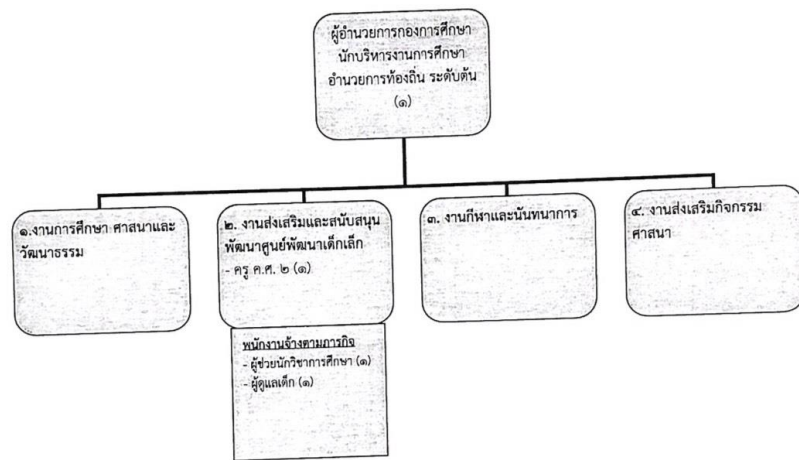 ผู้อำนวยการกองการศึกษา
นักบริหารงานการศึกษา
อำนวยการท้องถิ่น ระดับต้น
(๑)
๑.งานการศึกษา ศาสนาและ
วัฒนาธรรม
๒. งานส่งเสริมและสนับสนุน
พัฒนาศูนย์พัฒนาเด็กเล็ก
- ครู ค.ศ. ๒ (๑)
พนักงานจ้างตามภารกิจ
- ผู้ช่วยนักวิชาการศึกษา (๑)
- ผู้ดูแลเด็ก (๑)
๓. งานกีฬาและนันทนาการ
๔. งานส่งเสริมกิจกรรม
ศาสนา